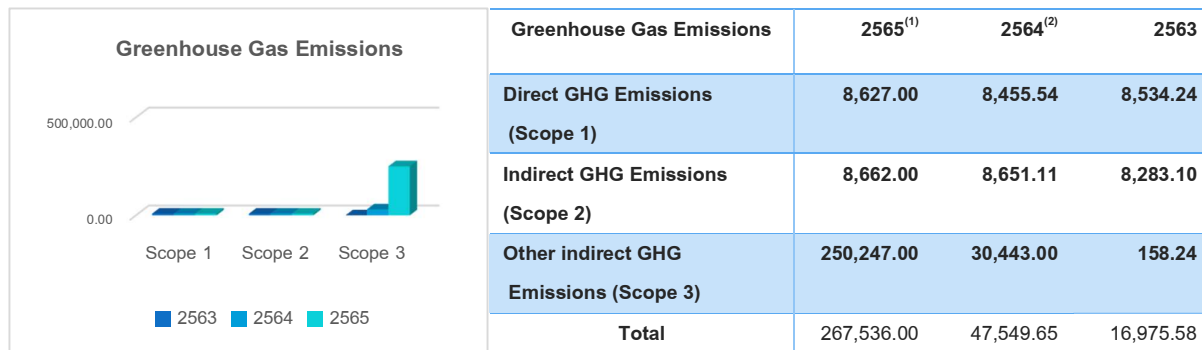 Greenhouse Gas Emissions
500,000.00
0.00
Scope 1 Scope 2 Scope 3
2563 2564 2565
Greenhouse Gas Emissions 2565(1) 2564(2) 2563
Direct GHG Emissions 8,627.00 8,455.54 8,534.24
(Scope 1)
Indirect GHG Emissions 8,662.00 8,651.11 8,283.10
(Scope 2)
Other indirect GHG 250,247.00 30,443.00 158.24
Emissions (Scope 3)
Total 267,536.00 47,549.65 16,975.58